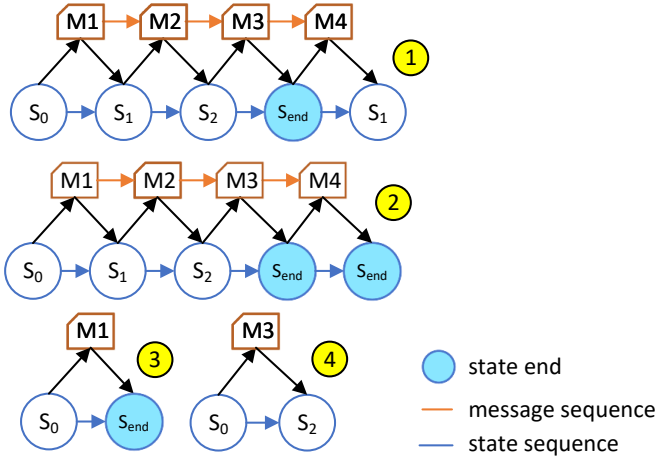 M1 M2 M3 M4
1
S0 S1 S2 Send S1
M1 M2 M3 M4
2
S0 S1 S2 Send Send
M1 M3
3 4
S0 Send S0 S2
state end
message sequence
state sequence